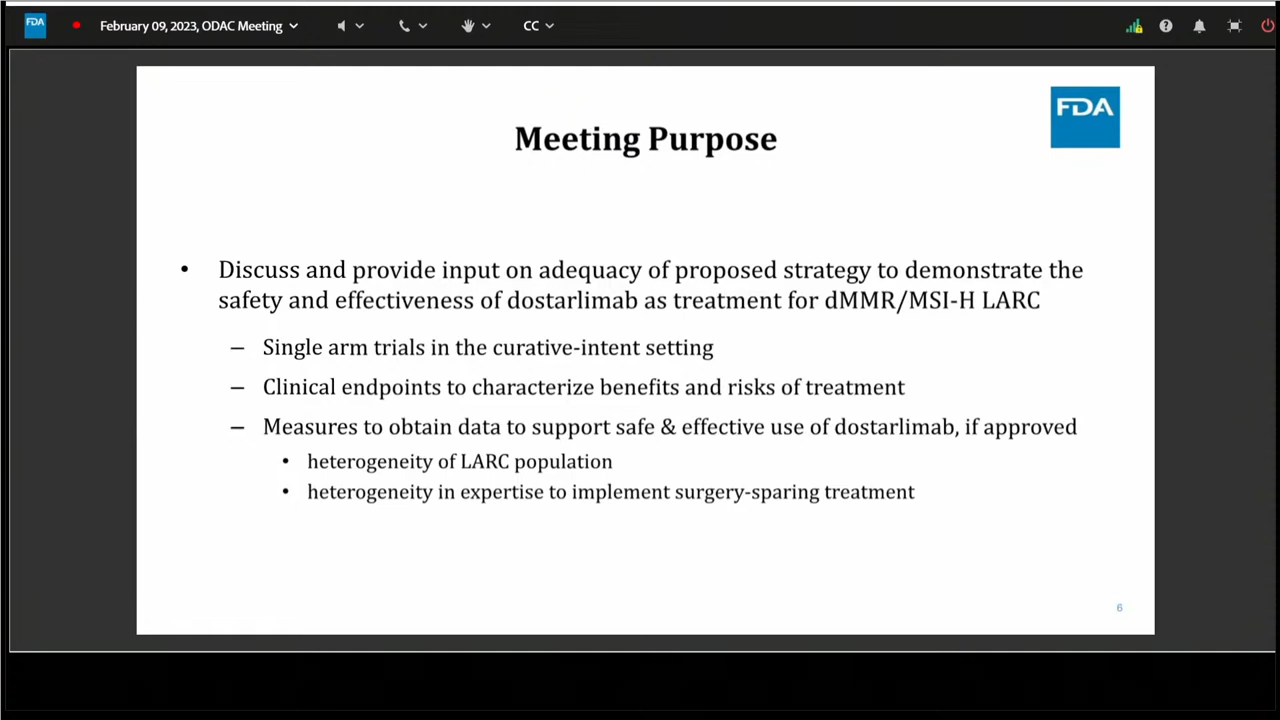 FDA
February 09, 2023, ODAC Meeting
CC
FDA
Meeting Purpose
• Discuss and provide input on adequacy of proposed strategy to demonstrate the
safety and effectiveness of dostarlimab as treatment for dMMR/MSI-H LARC
– Single arm trials in the curative-intent setting
– Clinical endpoints to characterize benefits and risks of treatment
– Measures to obtain data to support safe & effective use of dostarlimab, if approved
• heterogeneity of LARC population
• heterogeneity in expertise to implement surgery-sparing treatment
6